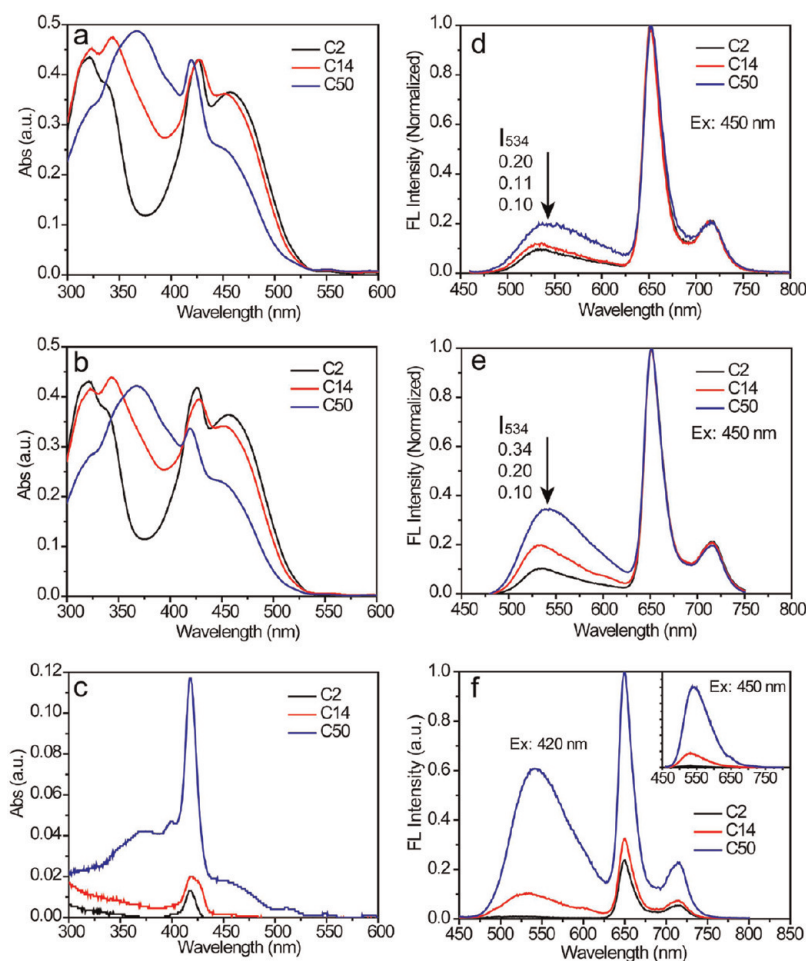 a
C2
C14
C50
0.5
0.4
0.3
0.2
0.1
0.0
Abs (a.u.)
300 350 400 450 500 550 600
Wavelength (nm)
d
C2
C14
C50
Ex: 450 nm
I534
0.20
0.11
0.10
1.0
0.8
0.6
0.4
0.2
0.0
FL Intensity (Normalized)
450 500 550 600 650 700 750 800
Wavelength (nm)
b
C2
C14
C50
0.5
0.4
0.3
0.2
0.1
0.0
Abs (a.u.)
300 350 400 450 500 550 600
Wavelength (nm)
e
C2
C14
C50
Ex: 450 nm
I534
0.34
0.20
0.10
1.0
0.8
0.6
0.4
0.2
0.0
FL Intensity (Normalized)
450 500 550 600 650 700 750 800
Wavelength (nm)
c
C2
C14
C50
0.12
0.10
0.08
0.06
0.04
0.02
0.00
Abs (a.u.)
300 350 400 450 500 550 600
Wavelength (nm)
f
Ex: 420 nm
Ex: 450 nm
450 550 650 750
C2
C14
C50
1.0
0.8
0.6
0.4
0.2
0.0
FL Intensity (a.u.)
450 500 550 600 650 700 750 800 850
Wavelength (nm)